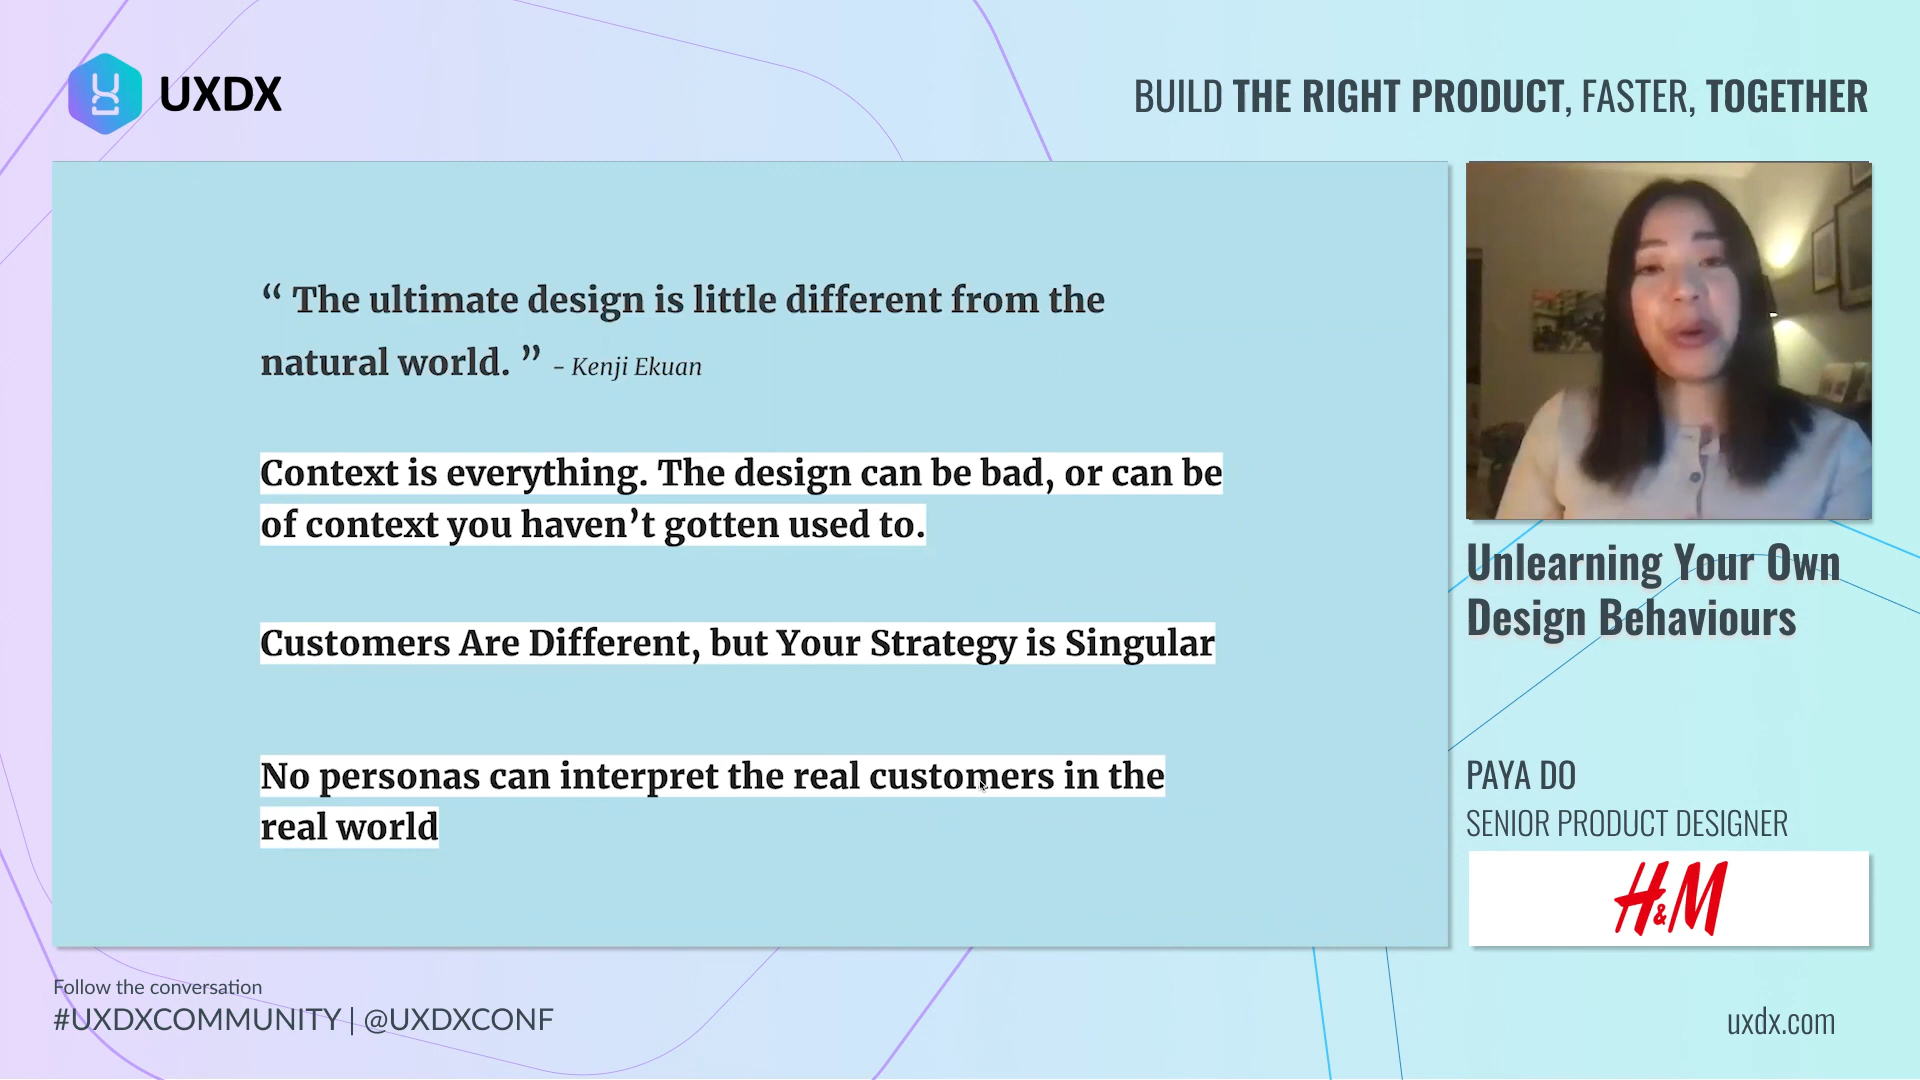 UXDX
BUILD THE RIGHT PRODUCT, FASTER, TOGETHER
“ The ultimate design is little different from the
natural world. ” - Kenji Ekuan
Context is everything. The design can be bad, or can be
of context you haven’t gotten used to.
Customers Are Different, but Your Strategy is Singular
No personas can interpret the real customers in the
real world
Unlearning Your Own
Design Behaviours
PAYA DO
SENIOR PRODUCT DESIGNER
H&M
Follow the conversation
#UXDXCOMMUNITY | @UXDXCONF
uxdx.com